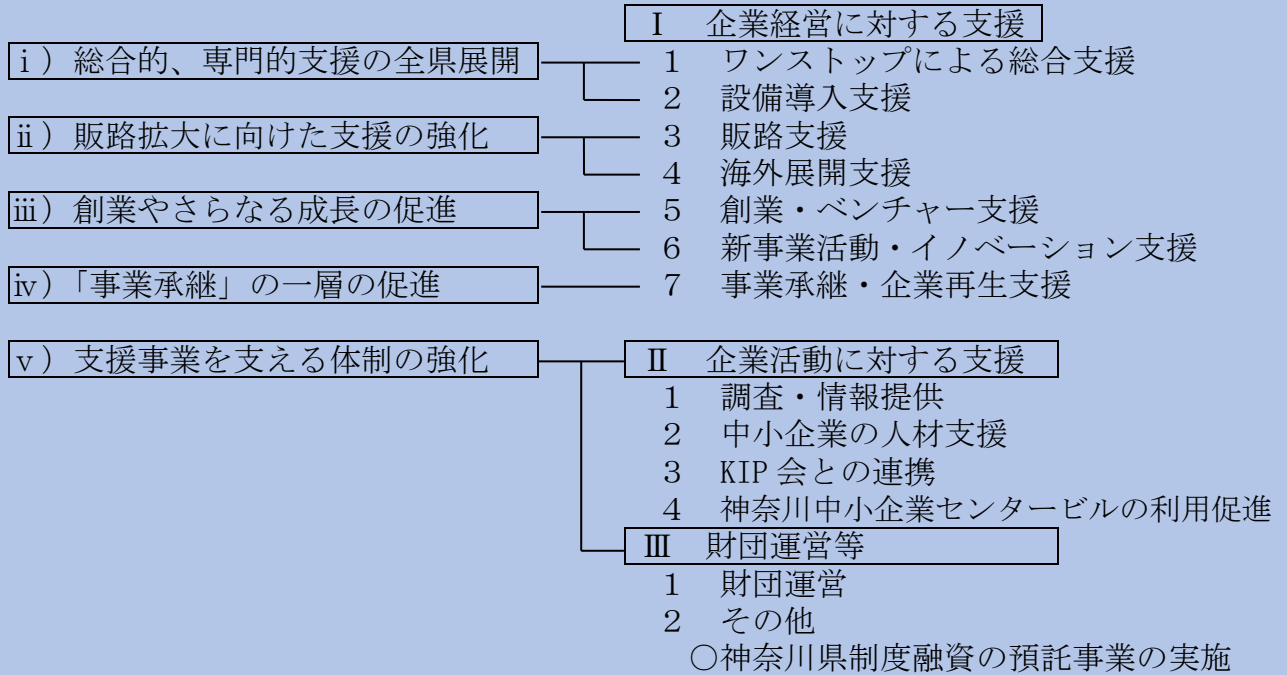 Ⅰ　企業経営に対する支援
ⅰ）総合的、専門的支援の全県展開　１　ワンストップによる総合支援
２　設備導入支援
ⅱ）販路拡大に向けた支援の強化　３　販路支援
４　海外展開支援
ⅲ）創業やさらなる成長の促進　５　創業・ベンチャー支援
６　新事業活動・イノベーション支援
ⅳ）「事業承継」の一層の促進　７　事業承継・企業再生支援
ⅴ）支援事業を支える体制の強化　Ⅱ　企業活動に対する支援
１　調査・情報提供
２　中小企業の人材支援
３　KIP会との連携
４　神奈川中小企業センタービルの利用促進
Ⅲ　財団運営等
１　財団運営
２　その他
○神奈川県制度融資の預託事業の実施